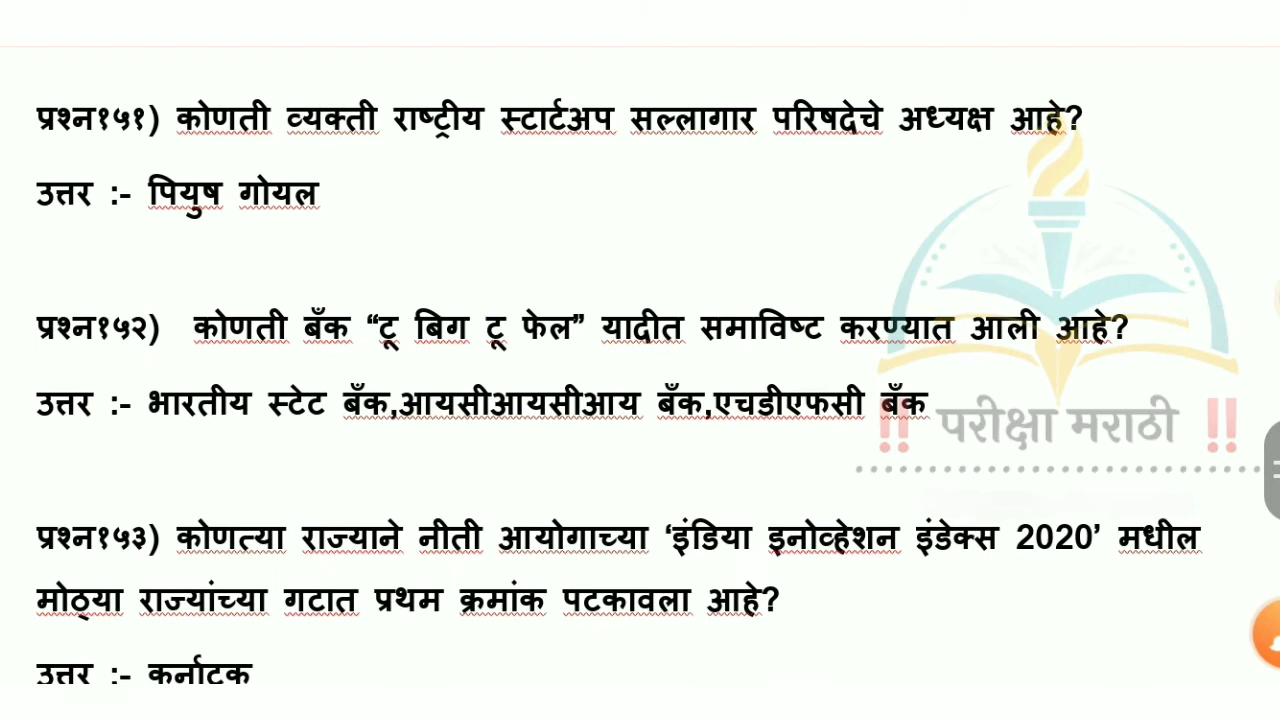 प्रश्न१५१) कोणती व्यक्ती राष्ट्रीय स्टार्टअप सल्लागार परिषदेचे अध्यक्ष आहे?
उत्तर :- पियुष गोयल
प्रश्न१५२) कोणती बँक “टू बिग टू फेल” यादीत समाविष्ट करण्यात आली आहे?
उत्तर :- भारतीय स्टेट बँक,आयसीआयसीआय बँक,एचडीएफसी बँक
!! परीक्षा मराठी !!
प्रश्न१५३) कोणत्या राज्याने नीती आयोगाच्या ‘इंडिया इनोव्हेशन इंडेक्स 2020’ मधील
मोठ्या राज्यांच्या गटात प्रथम क्रमांक पटकावला आहे?
उत्तर :- कर्नाटक